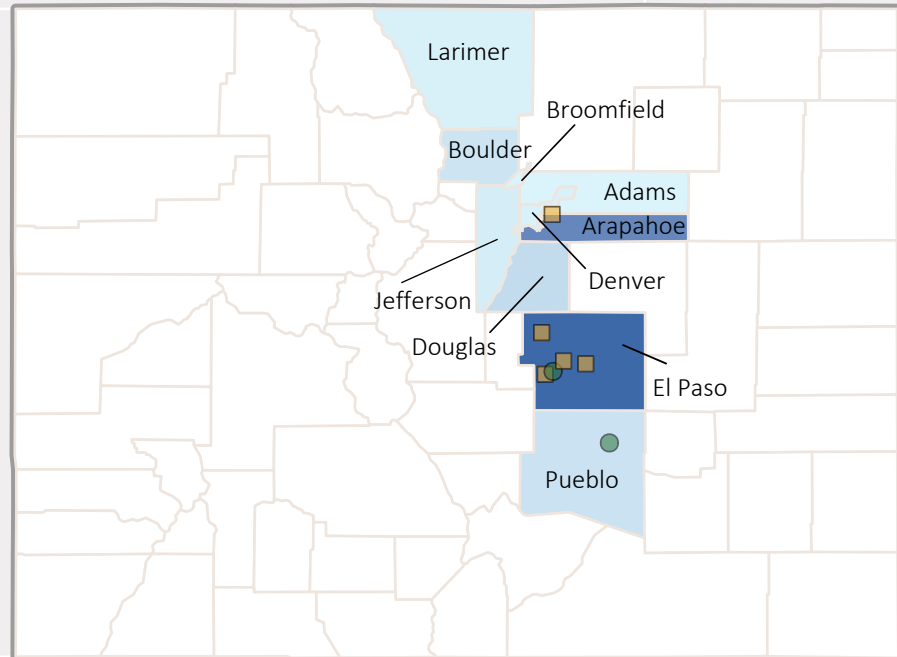 Larimer
Broomfield
Boulder
Adams
Arapahoe
Denver
Jefferson
Douglas
El Paso
Pueblo